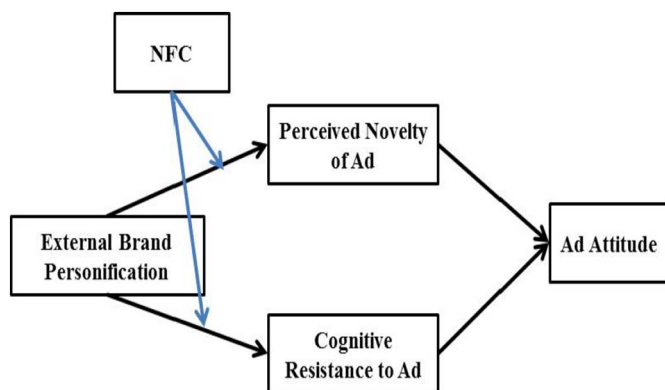 NFC
Perceived Novelty
of Ad
External Brand
Personification
Ad Attitude
Cognitive
Resistance to Ad